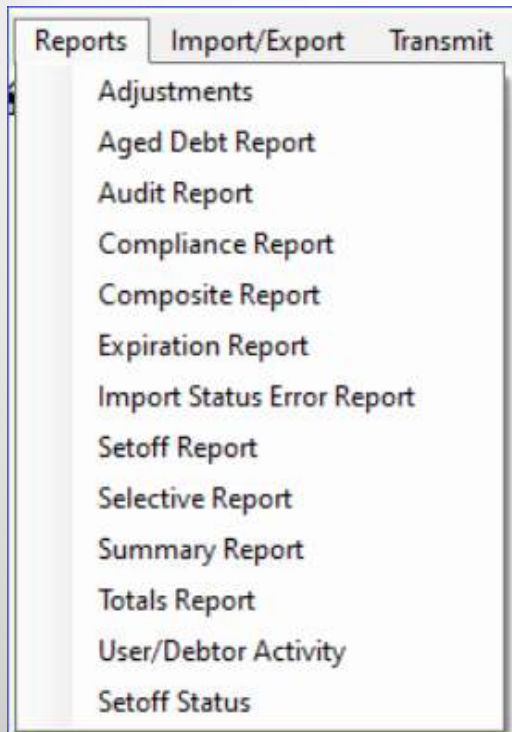 Reports Import/Export Transmit
Adjustments
Aged Debt Report
Audit Report
Compliance Report
Composite Report
Expiration Report
Import Status Error Report
Setoff Report
Selective Report
Summary Report
Totals Report
User/Debtor Activity
Setoff Status